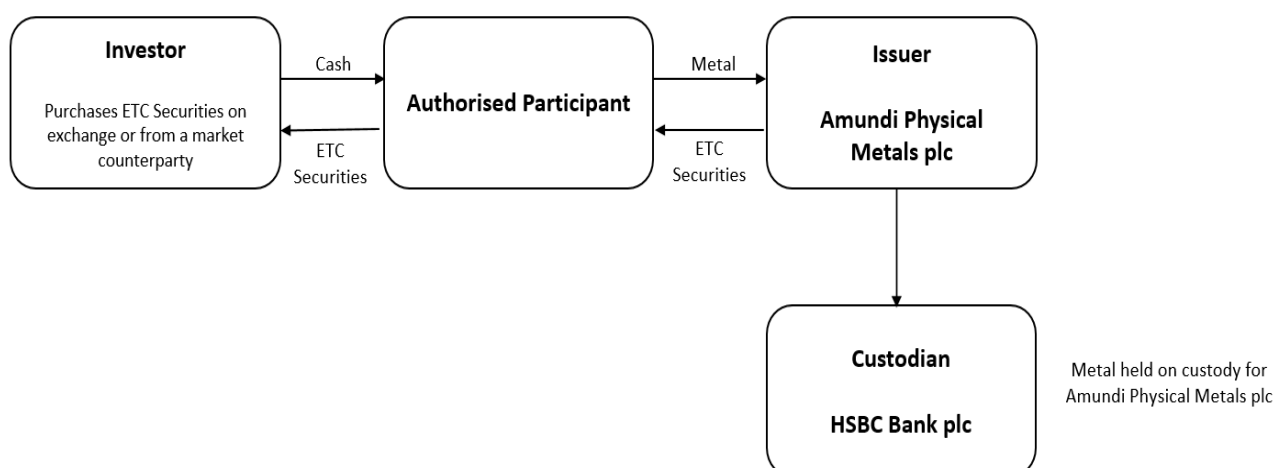 Investor
Purchases ETC Securities on
exchange or from a market
counterparty
Cash
ETC
Securities
Authorised Participant
Metal
ETC
Securities
Issuer
Amundi Physical
Metals plc
Custodian
HSBC Bank plc
Metal held on custody for
Amundi Physical Metals plc